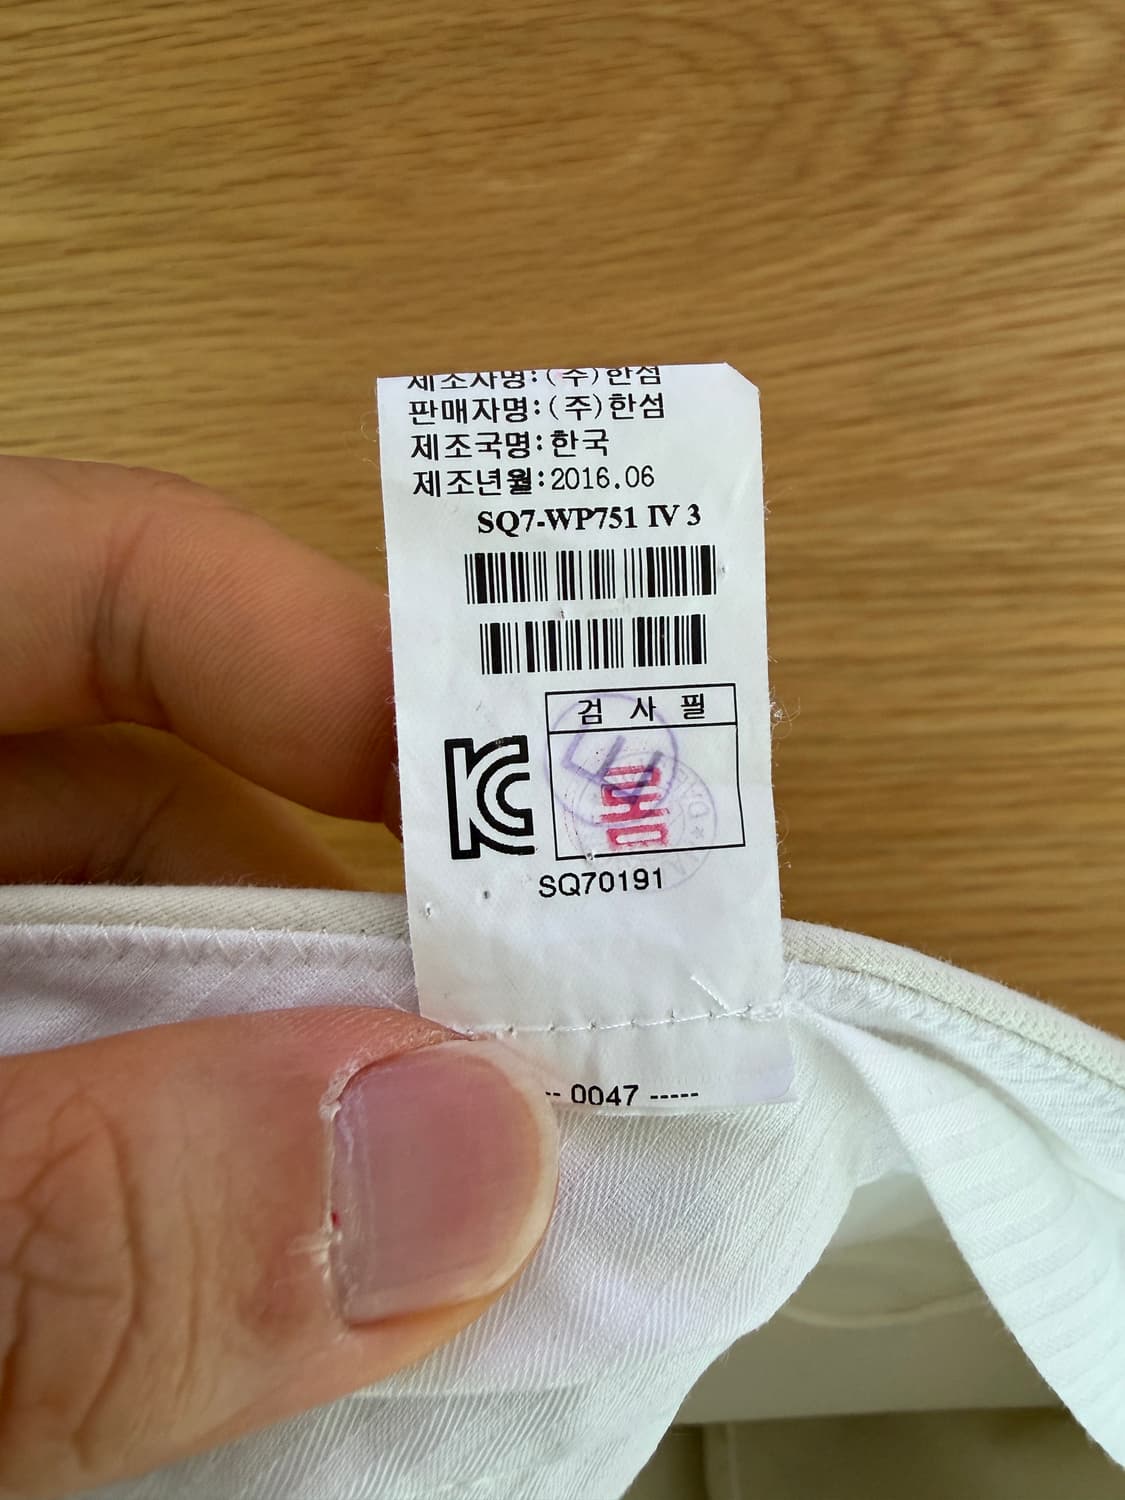 제조자명:(주)한섬
판매자명:(주)한섬
제조국명:한국
제조년월:2016.06
SQ7-WP751 IV 3
검 사 필
KC
SQ70191
-- 0047 -----